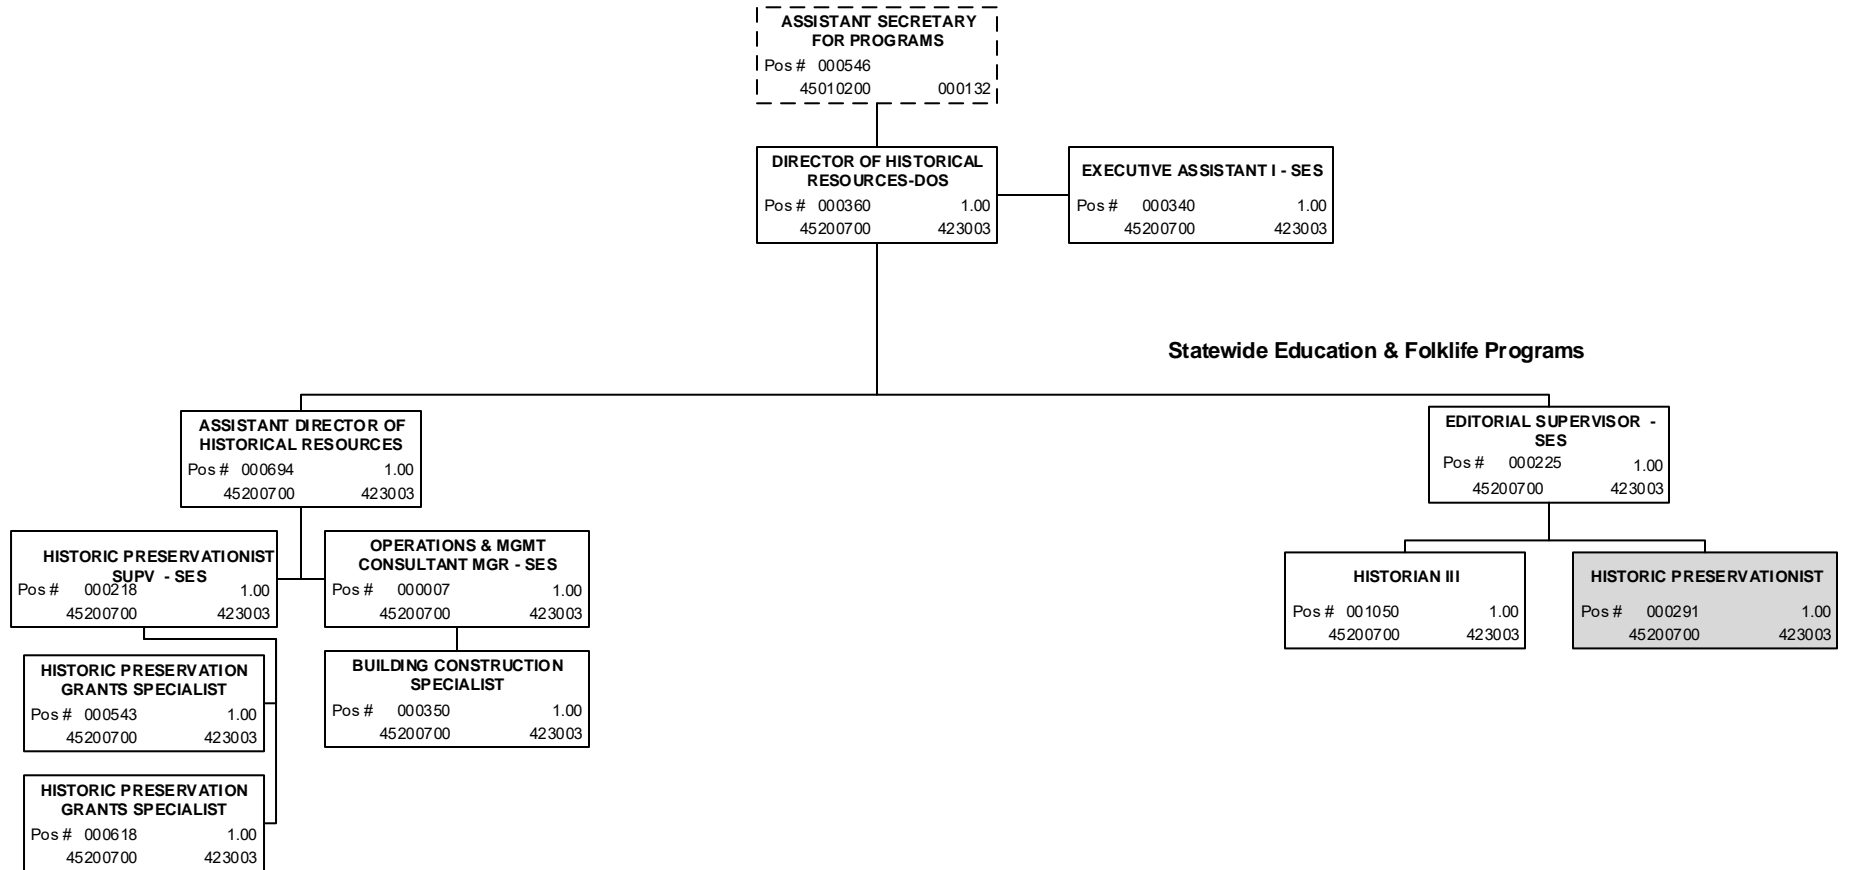 ASSISTANT SECRETARY
FOR PROGRAMS
Pos # 000546
45010200 000132
DIRECTOR OF HISTORICAL
RESOURCES-DOS
Pos # 000360 1.00
45200700 423003
EXECUTIVE ASSISTANT I - SES
Pos # 000340 1.00
45200700 423003
Statewide Education & Folklife Programs
ASSISTANT DIRECTOR OF
HISTORICAL RESOURCES
Pos # 000694 1.00
45200700 423003
EDITORIAL SUPERVISOR -
SES
Pos # 000225 1.00
45200700 423003
HISTORIC PRESERVATIONIST
SUPV - SES
Pos # 000218 1.00
45200700 423003
OPERATIONS & MGMT
CONSULTANT MGR - SES
Pos # 000007 1.00
45200700 423003
HISTORIAN III
Pos # 001050 1.00
45200700 423003
HISTORIC PRESERVATIONIST
Pos # 000291 1.00
45200700 423003
HISTORIC PRESERVATION
GRANTS SPECIALIST
Pos # 000543 1.00
45200700 423003
BUILDING CONSTRUCTION
SPECIALIST
Pos # 000350 1.00
45200700 423003
HISTORIC PRESERVATION
GRANTS SPECIALIST
Pos # 000618 1.00
45200700 423003